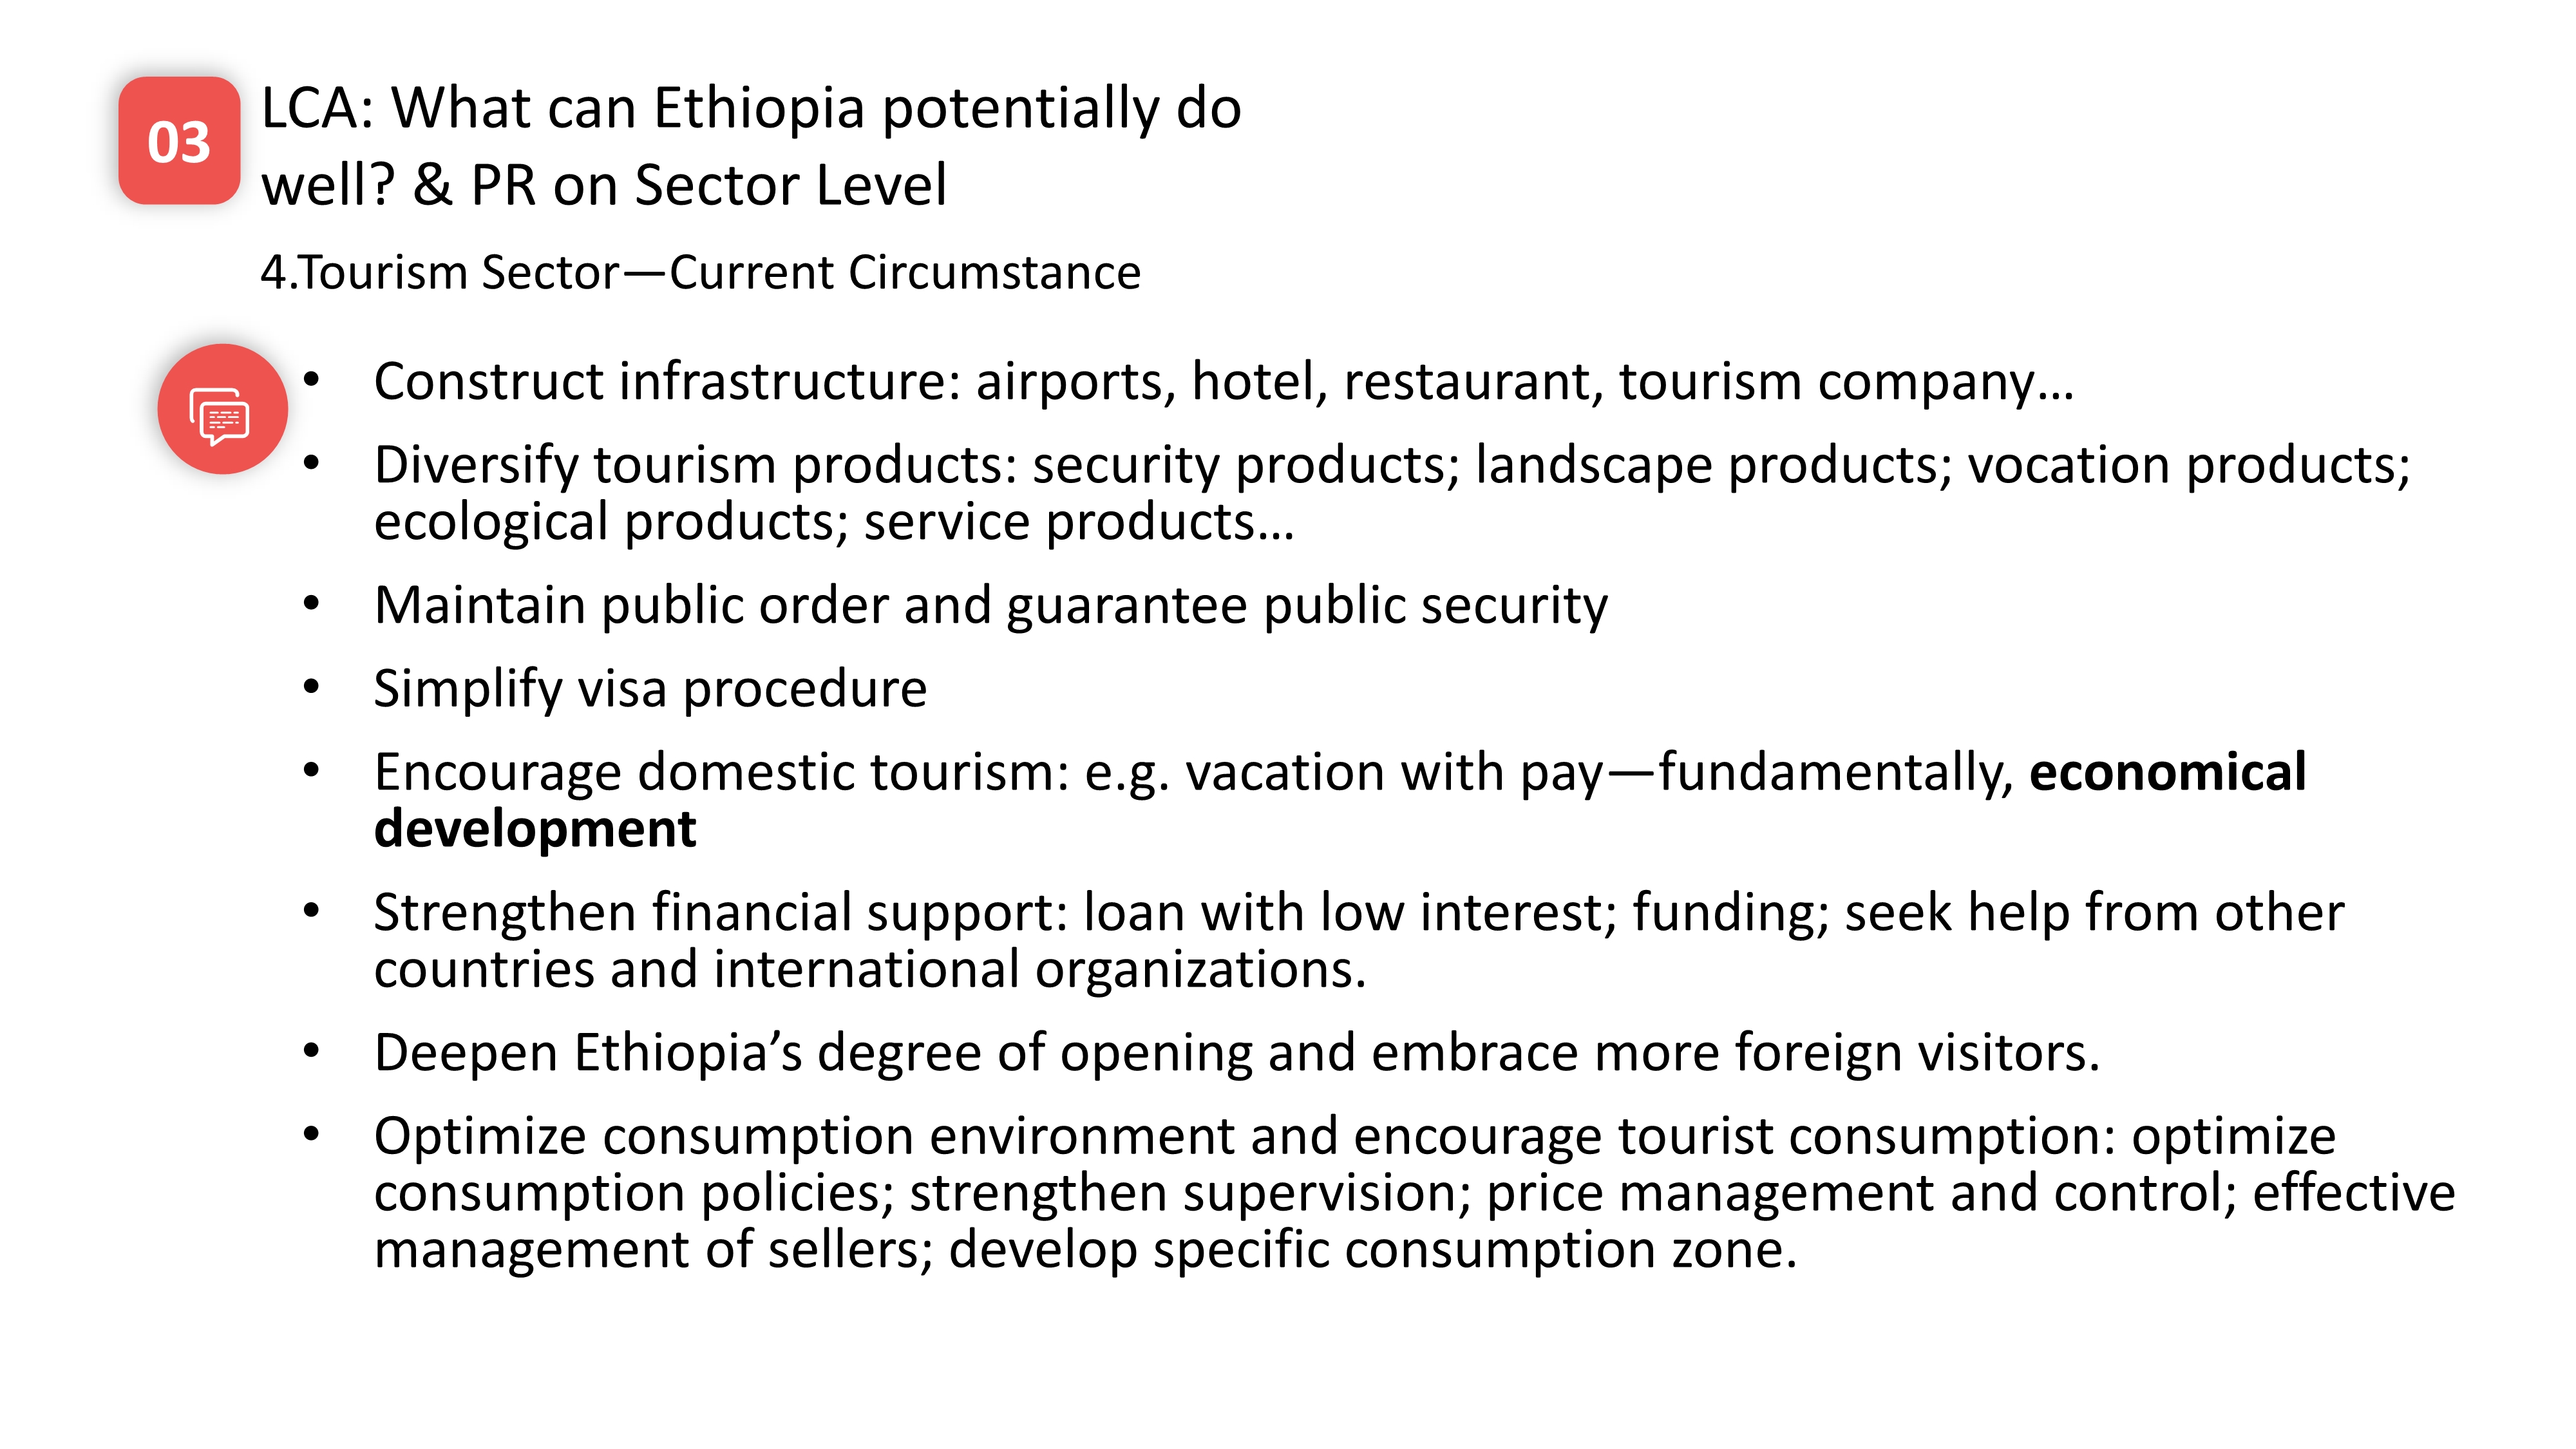 03
LCA: What can Ethiopia potentially do
well? & PR on Sector Level
4.Tourism Sector—Current Circumstance
• Construct infrastructure: airports, hotel, restaurant, tourism company…
• Diversify tourism products: security products; landscape products; vocation products;
ecological products; service products…
• Maintain public order and guarantee public security
• Simplify visa procedure
• Encourage domestic tourism: e.g. vacation with pay—fundamentally, economical
development
• Strengthen financial support: loan with low interest; funding; seek help from other
countries and international organizations.
• Deepen Ethiopia’s degree of opening and embrace more foreign visitors.
• Optimize consumption environment and encourage tourist consumption: optimize
consumption policies; strengthen supervision; price management and control; effective
management of sellers; develop specific consumption zone.